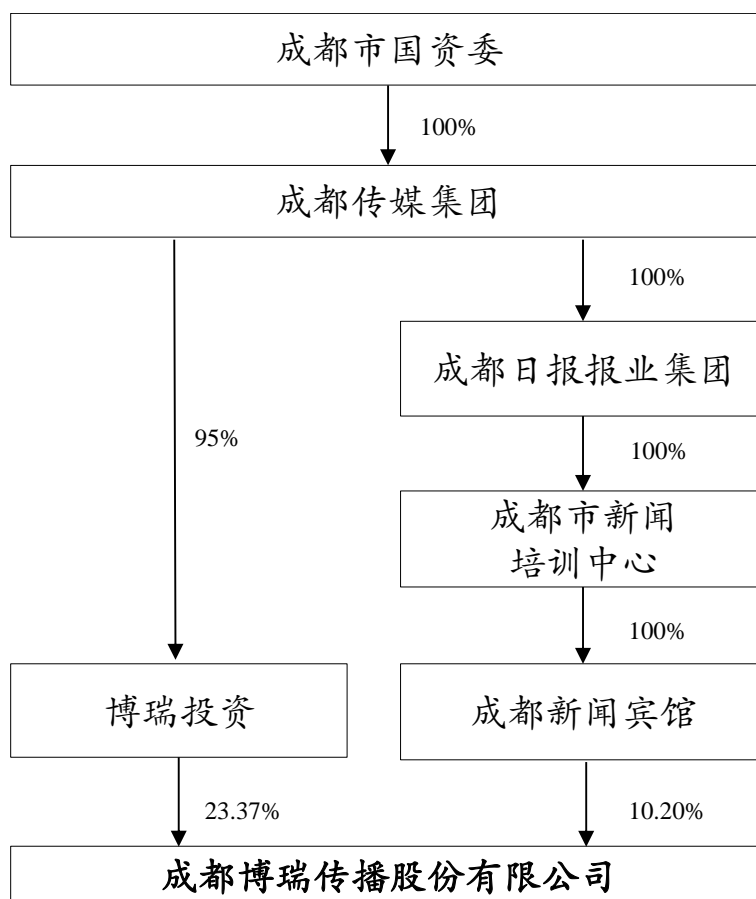 成都市国资委
100%
成都传媒集团
100%
成都日报报业集团
95%
100%
成都市新闻
培训中心
100%
博瑞投资
成都新闻宾馆
23.37%
10.20%
成都博瑞传播股份有限公司